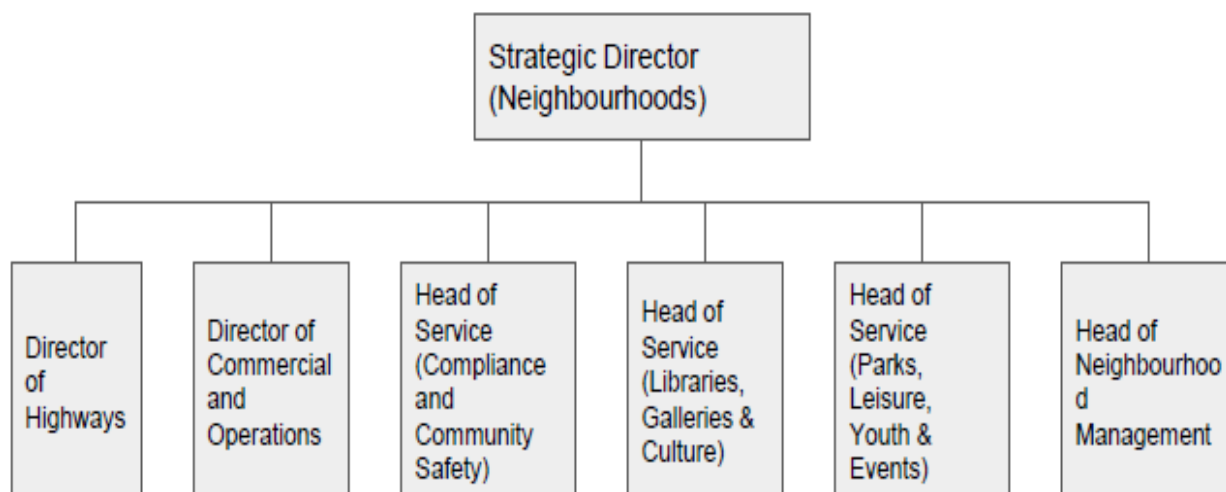 Strategic Director
(Neighbourhoods)
Director
of
Highways
Director of
Commercial
and
Operations
Head of
Service
(Compliance
and
Community
Safety)
Head of
Service
(Libraries,
Galleries &
Culture)
Head of
Service
(Parks,
Leisure,
Youth &
Events)
Head of
Neighbourhoo
d
Management